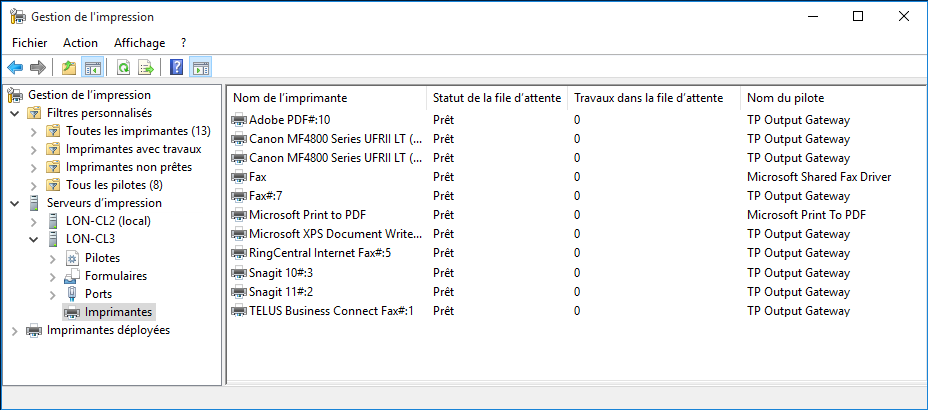 Gestion de l'impression
Fichier Action Affichage ?
Gestion de l'impression
Filtres personnalisés
Toutes les imprimantes (13)
Imprimantes avec travaux
Imprimantes non prêtes
Tous les pilotes (8)
Serveurs d'impression
LON-CL2 (local)
LON-CL3
Pilotes
Formulaires
Ports
Imprimantes
Imprimantes déployées
Nom de l'imprimante Statut de la file d'attente Travaux dans la file d'attente Nom du pilote
Adobe PDF#:10 Prêt 0 TP Output Gateway
Canon MF4800 Series UFRII LT (... Prêt 0 TP Output Gateway
Canon MF4800 Series UFRII LT (... Prêt 0 TP Output Gateway
Fax Prêt 0 Microsoft Shared Fax Driver
Fax#:7 Prêt 0 TP Output Gateway
Microsoft Print to PDF Prêt 0 Microsoft Print To PDF
Microsoft XPS Document Write... Prêt 0 TP Output Gateway
RingCentral Internet Fax#:5 Prêt 0 TP Output Gateway
Snagit 10#:3 Prêt 0 TP Output Gateway
Snagit 11#:2 Prêt 0 TP Output Gateway
TELUS Business Connect Fax#:1 Prêt 0 TP Output Gateway